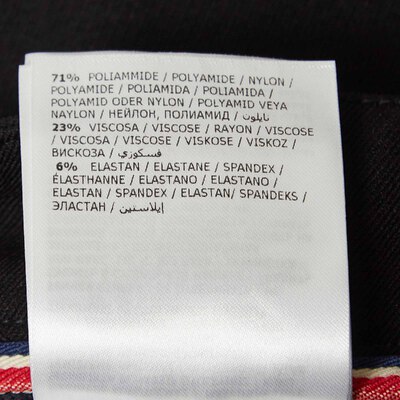 71% POLIAMMIDE / POLYAMIDE / NYLON /
POLYAMIDE / POLIAMIDA / POLIAMIDA /
POLYAMID ODER NYLON / POLYAMID VEYA
NAYLON / НЕЙЛОН, ПОЛИАМИД / نايلون
23% VISCOSA / VISCOSE / RAYON / VISCOSE
/ VISCOSA / VISCOSE / VISKOSE / VISKOZ /
ВИСКОЗА / فسكوزي
6% ELASTAN / ELASTANE / SPANDEX /
ÉLASTHANNE / ELASTANO / ELASTANO /
ELASTAN / SPANDEX / ELASTAN/ SPANDEKS /
ЭЛАСТАН / إيلاستين